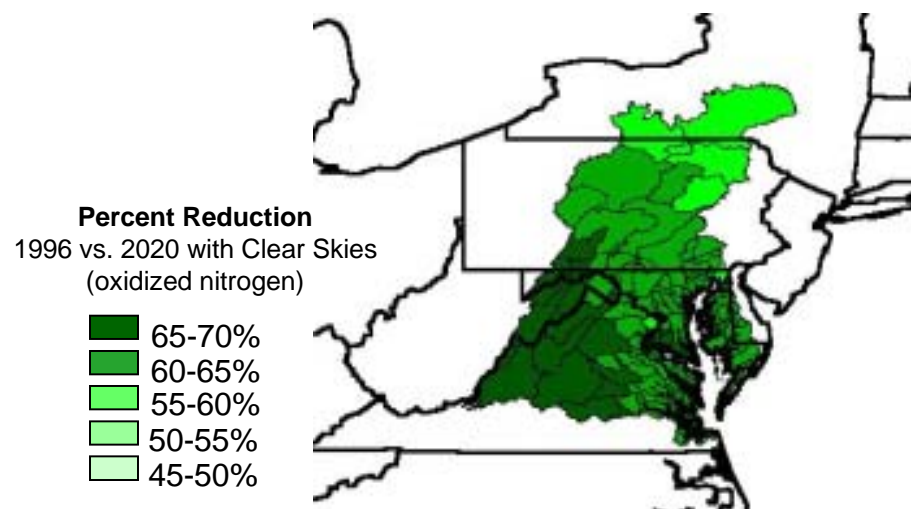 Percent Reduction
1996 vs. 2020 with Clear Skies
(oxidized nitrogen)
65-70%
60-65%
55-60%
50-55%
45-50%